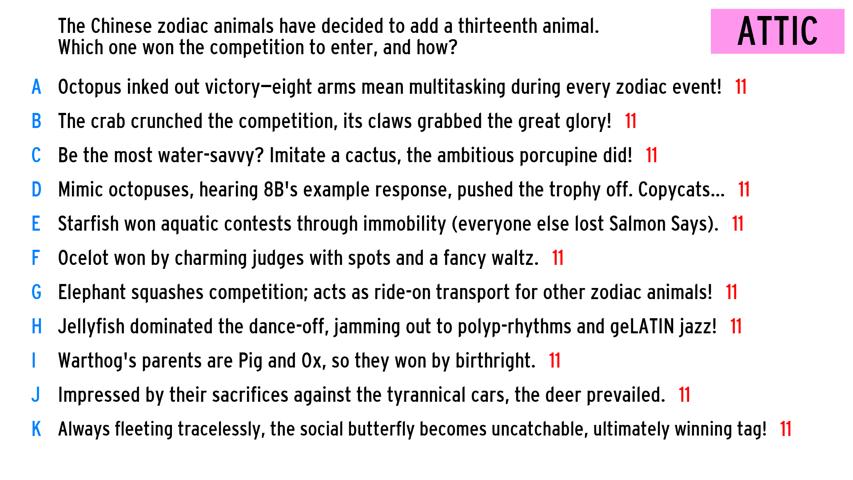 The Chinese zodiac animals have decided to add a thirteenth animal.
Which one won the competition to enter, and how?
ATTIC
A Octopus inked out victory—eight arms mean multitasking during every zodiac event! 11
B The crab crunched the competition, its claws grabbed the great glory! 11
C Be the most water-savvy? Imitate a cactus, the ambitious porcupine did! 11
D Mimic octopuses, hearing 8B's example response, pushed the trophy off. Copycats... 11
E Starfish won aquatic contests through immobility (everyone else lost Salmon Says). 11
F Ocelot won by charming judges with spots and a fancy waltz. 11
G Elephant squashes competition; acts as ride-on transport for other zodiac animals! 11
H Jellyfish dominated the dance-off, jamming out to polyp-rhythms and geLATIN jazz! 11
I Warthog's parents are Pig and Ox, so they won by birthright. 11
J Impressed by their sacrifices against the tyrannical cars, the deer prevailed. 11
K Always fleeting tracelessly, the social butterfly becomes uncatchable, ultimately winning tag! 11